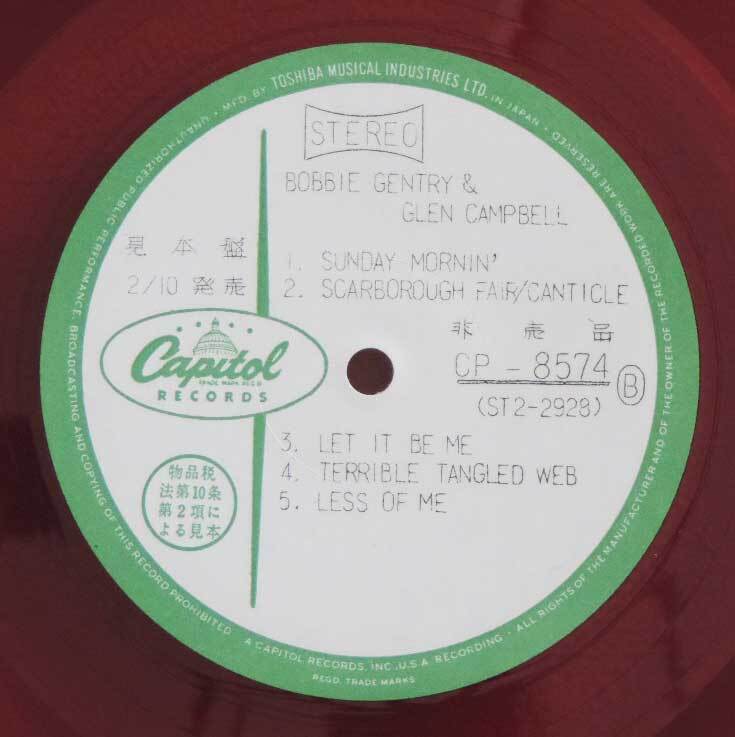 MFD. BY TOSHIBA MUSICAL INDUSTRIES LTD. IN JAPAN · ALL RIGHTS OF THE MANUFACTURER AND OF THE OWNER OF THE RECORDED WORK ARE RESERVED · UNAUTHORIZED PUBLIC PERFORMANCE, BROADCASTING AND COPYING OF THIS RECORD PROHIBITED
STEREO
BOBBIE GENTRY &
GLEN CAMPBELL
見本盤
2/10 発売
1. SUNDAY MORNIN'
2. SCARBOROUGH FAIR/CANTICLE
非売品
CP-8574 B
(ST2-2928)
Capitol
TRADE MARK REG'D
RECORDS
3. LET IT BE ME
4. TERRIBLE TANGLED WEB
5. LESS OF ME
物品税
法第10条
第2項に
よる見本
A CAPITOL RECORDS, INC., U.S.A. RECORDING ·
REGD. TRADE MARKS